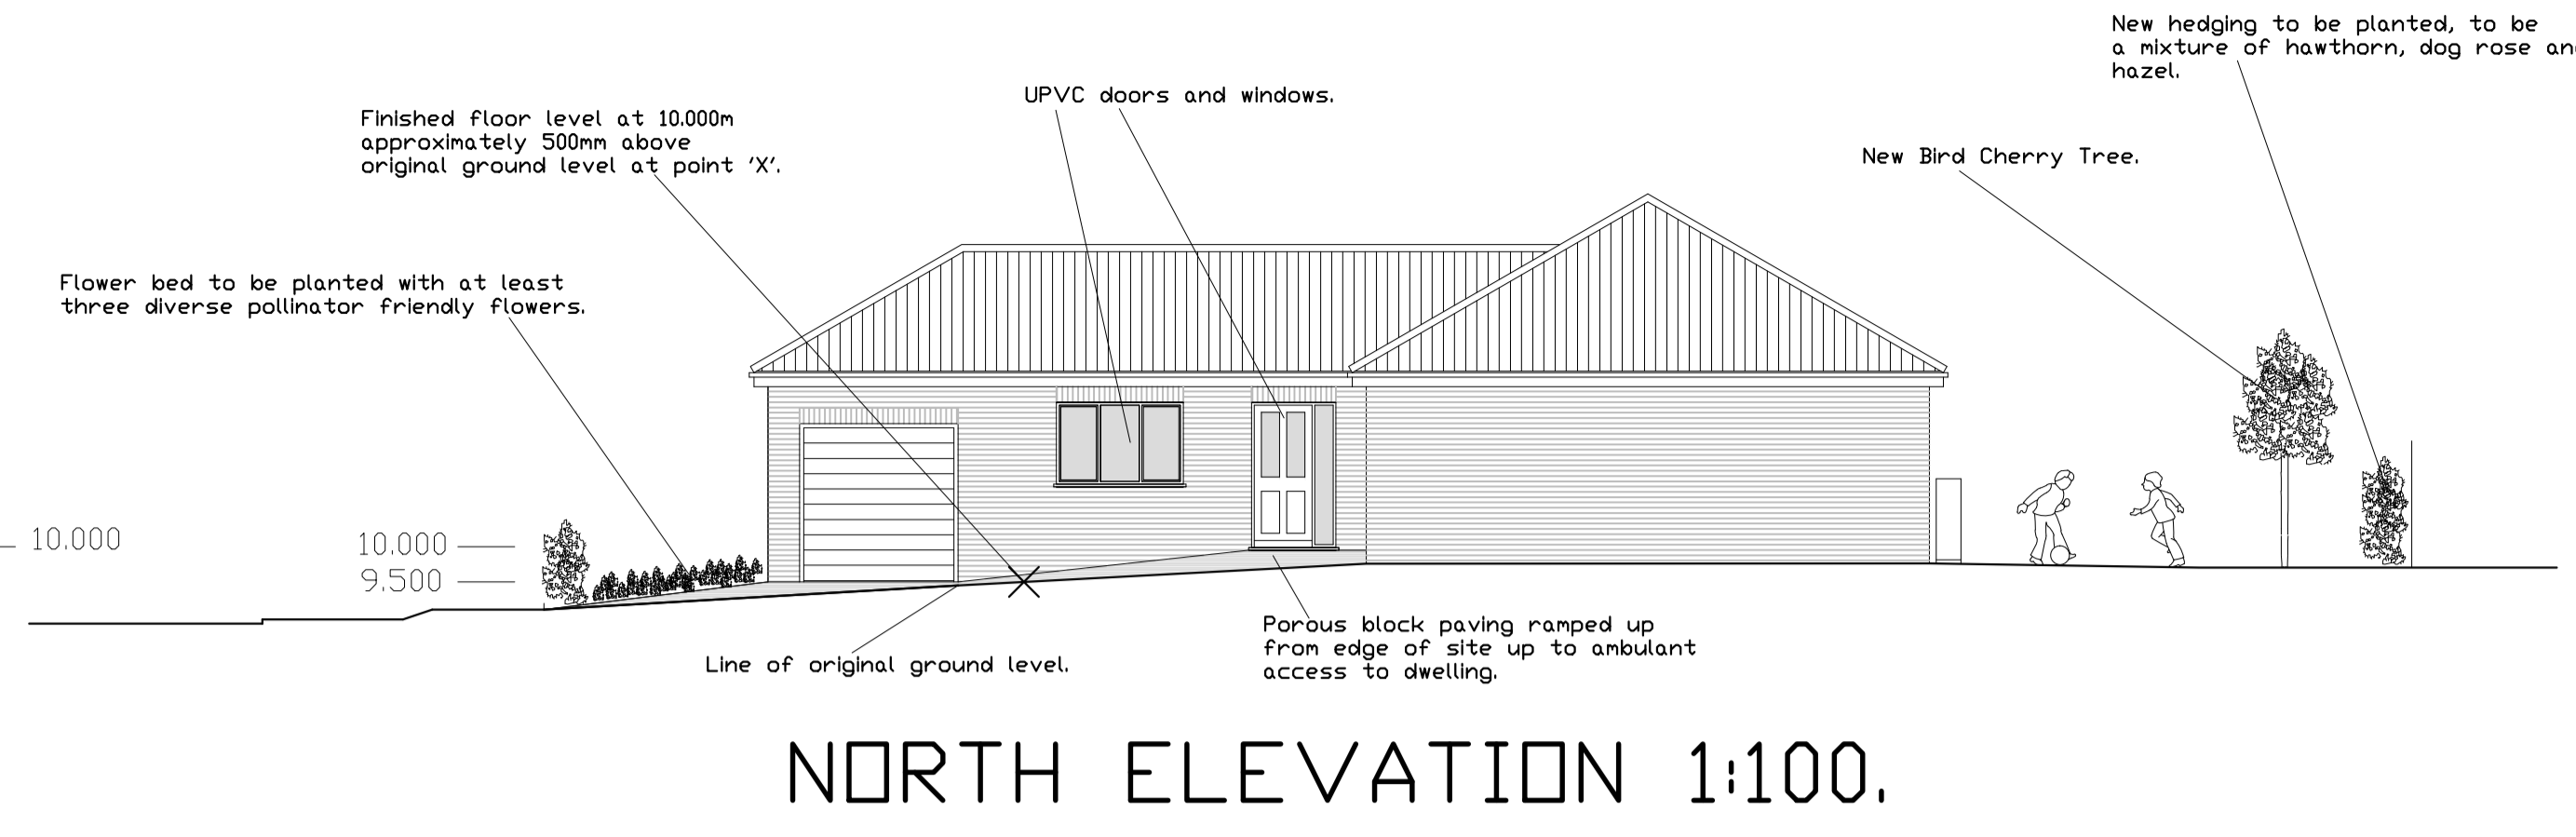 New hedging to be planted, to be
a mixture of hawthorn, dog rose an
hazel.
UPVC doors and windows.
Finished floor level at 10.000m
approximately 500mm above
original ground level at point 'X'.
New Bird Cherry Tree.
Flower bed to be planted with at least
three diverse pollinator friendly flowers.
10.000
10.000
9.500
Porous block paving ramped up
from edge of site up to ambulant
access to dwelling.
Line of original ground level.
NORTH ELEVATION 1:100.